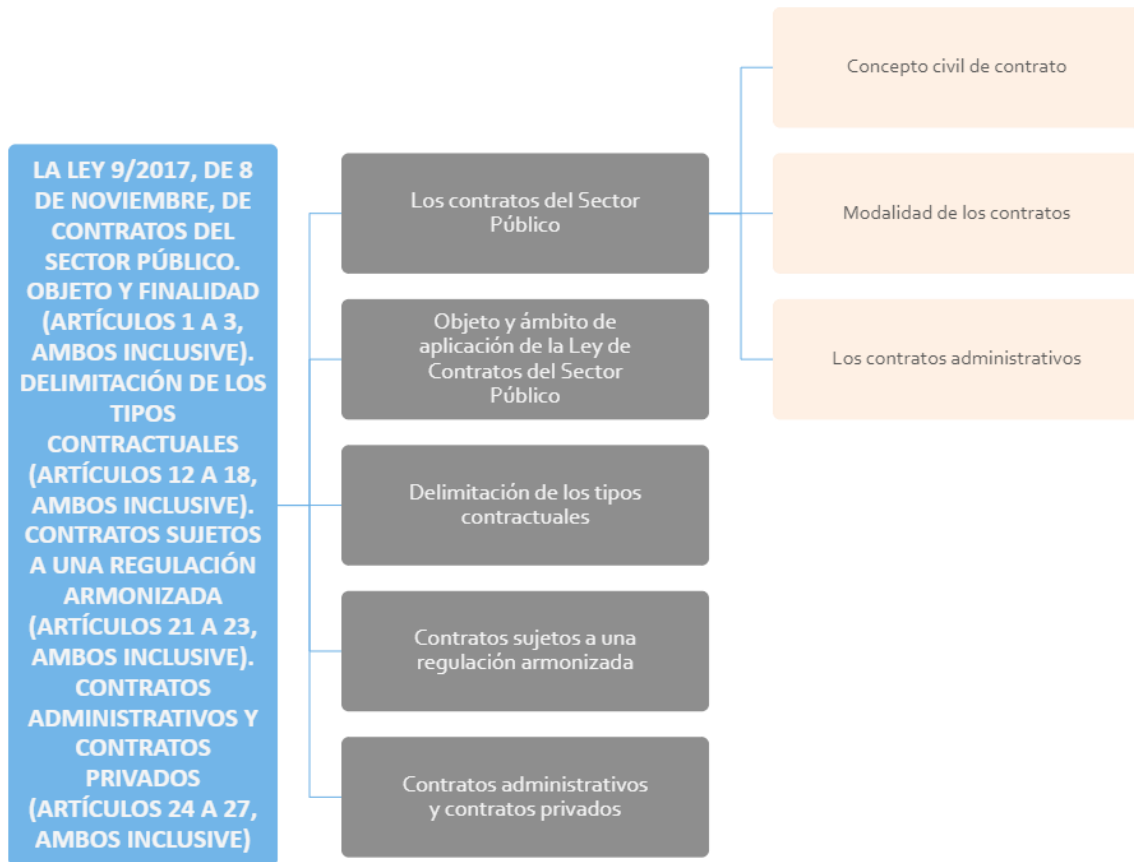 LA LEY 9/2017, DE 8
DE NOVIEMBRE, DE
CONTRATOS DEL
SECTOR PÚBLICO.
OBJETO Y FINALIDAD
(ARTÍCULOS 1 A 3,
AMBOS INCLUSIVE).
DELIMITACIÓN DE LOS
TIPOS
CONTRACTUALES
(ARTÍCULOS 12 A 18,
AMBOS INCLUSIVE).
CONTRATOS SUJETOS
A UNA REGULACIÓN
ARMONIZADA
(ARTÍCULOS 21 A 23,
AMBOS INCLUSIVE).
CONTRATOS
ADMINISTRATIVOS Y
CONTRATOS
PRIVADOS
(ARTÍCULOS 24 A 27,
AMBOS INCLUSIVE)
Los contratos del Sector
Público
Concepto civil de contrato
Modalidad de los contratos
Los contratos administrativos
Objeto y ámbito de
aplicación de la Ley de
Contratos del Sector
Público
Delimitación de los tipos
contractuales
Contratos sujetos a una
regulación armonizada
Contratos administrativos
y contratos privados